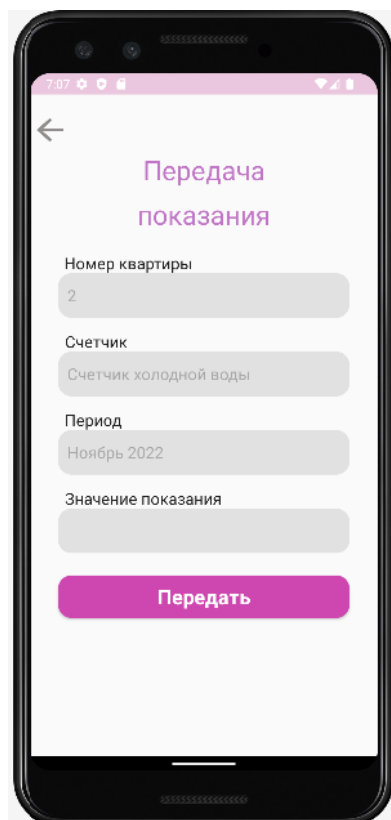 7:07
Передача
показания
Номер квартиры
2
Счетчик
Счетчик холодной воды
Период
Ноябрь 2022
Значение показания
Передать